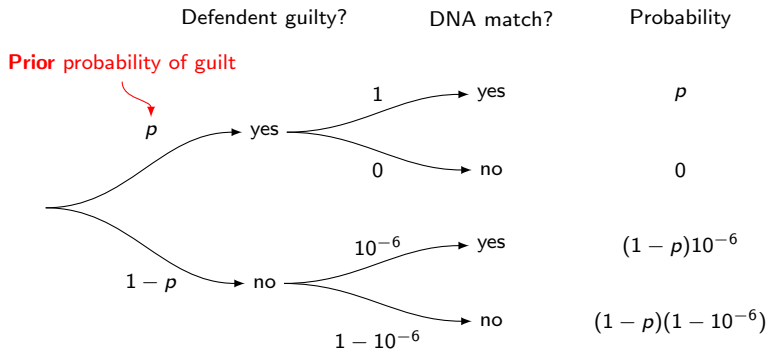 Defendent guilty? DNA match? Probability
Prior probability of guilt
1 yes p
p
yes
0 no 0
10⁻⁶ yes (1 − p)10⁻⁶
1 − p no
1 − 10⁻⁶ no (1 − p)(1 − 10⁻⁶)